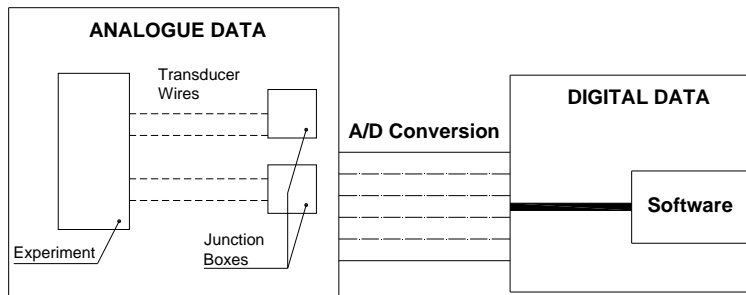 ANALOGUE DATA
Transducer
Wires
Experiment
Junction
Boxes
A/D Conversion
DIGITAL DATA
Software